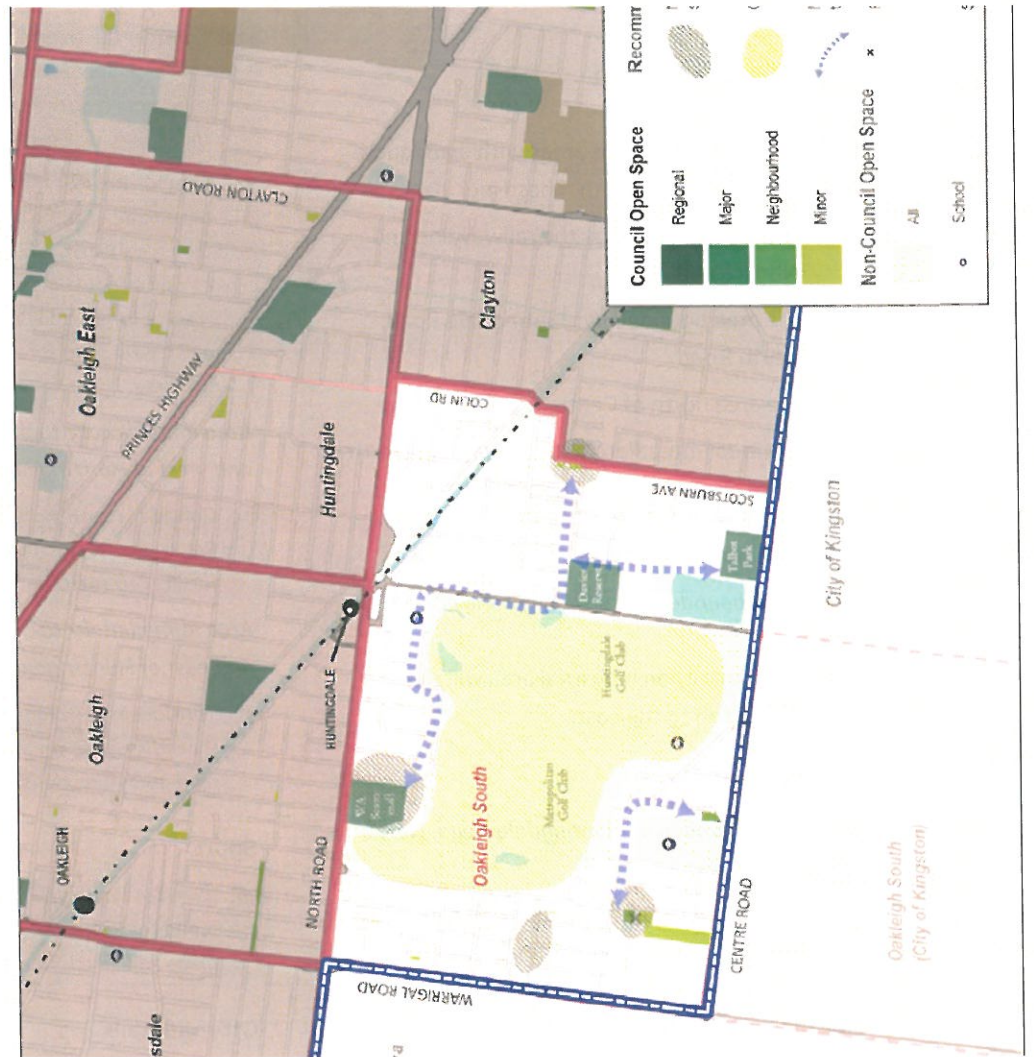 Recomm
Council Open Space
Regional
Major
Neighbourhood
Minor
Non-Council Open Space
All
School
CLAYTON ROAD
Oakleigh East
PRINCES HIGHWAY
Clayton
COLIN RD
Huntingdale
SCOTSBURN AVE
Talbot
Park
Davies
Reserve
City of Kingston
HUNTINGDALE
Oakleigh
OAKLEIGH
NORTH ROAD
Huntingdale
Golf Club
Metropolitan
Golf Club
Oakleigh South
CENTRE ROAD
WARRIGAL ROAD
Oakleigh South
(City of Kingston)
sdale